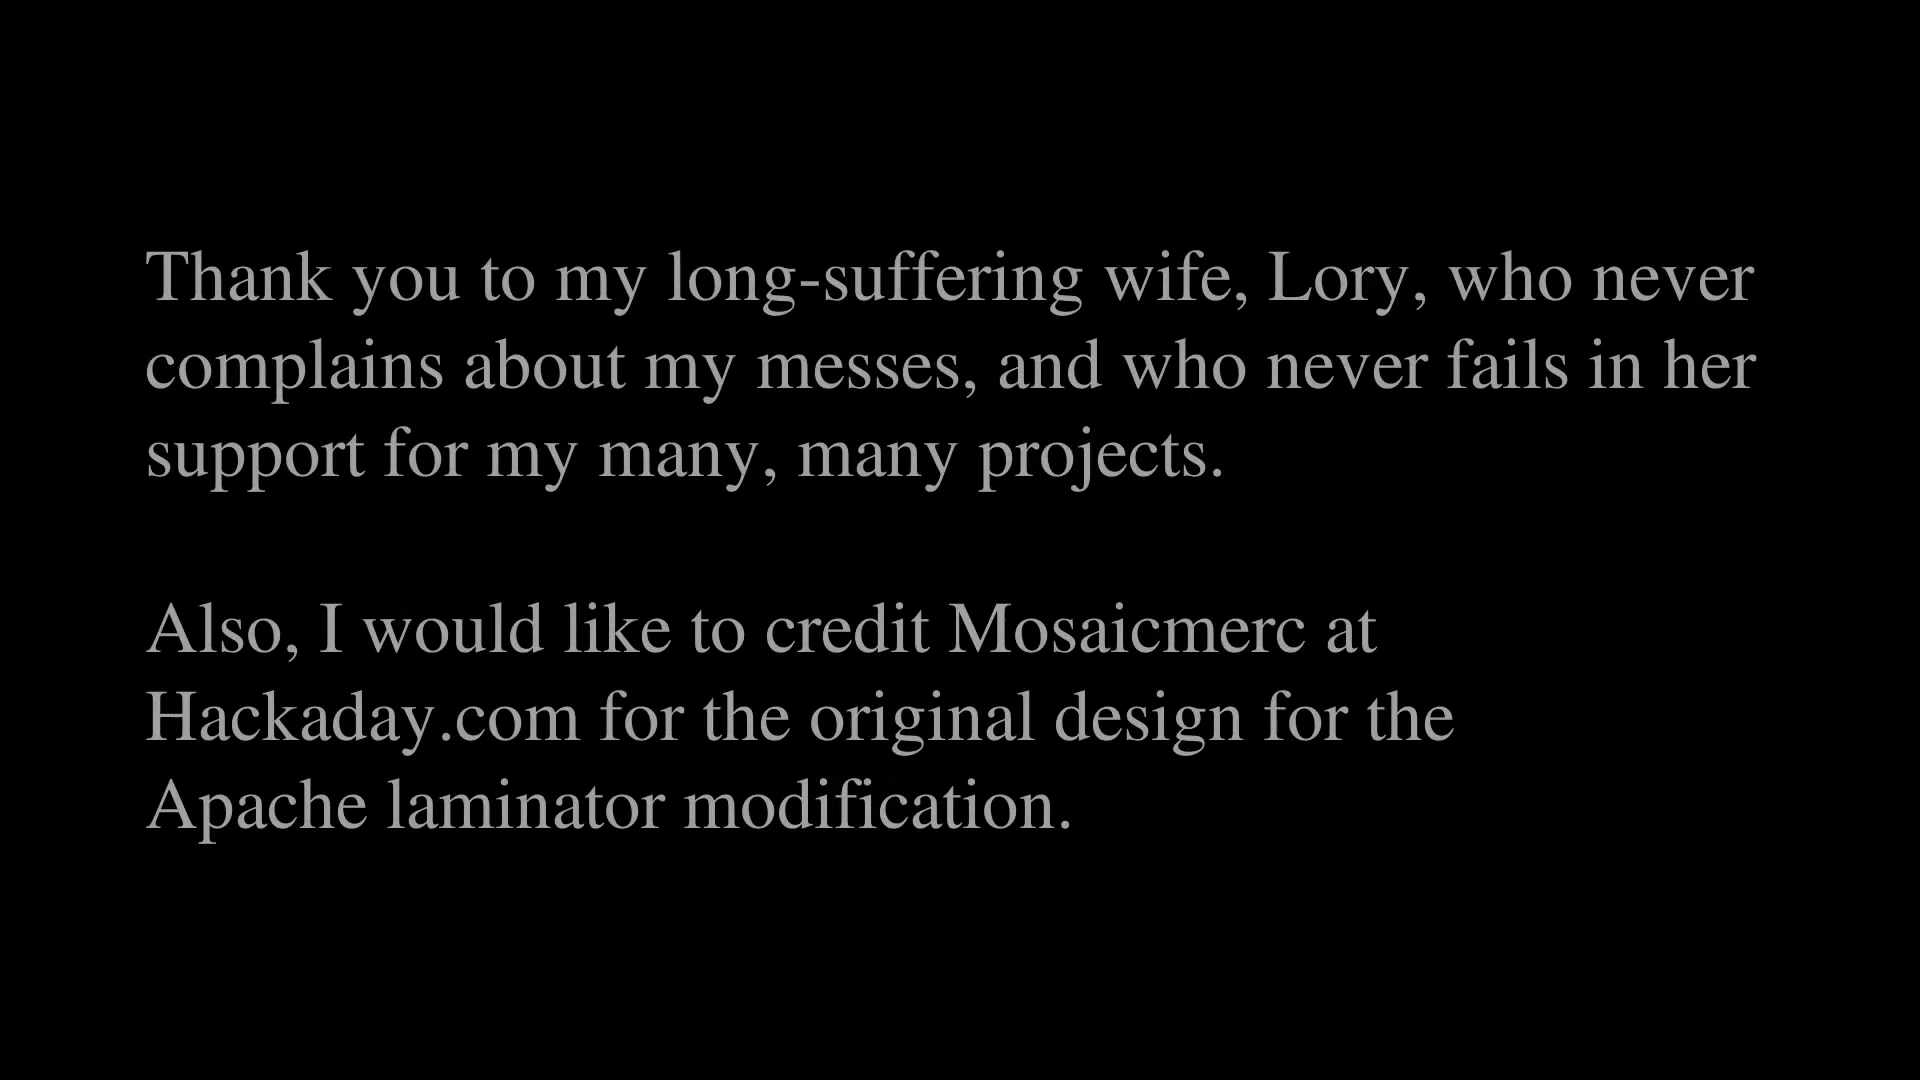 Thank you to my long-suffering wife, Lory, who never
complains about my messes, and who never fails in her
support for my many, many projects.
Also, I would like to credit Mosaicmerc at
Hackaday.com for the original design for the
Apache laminator modification.